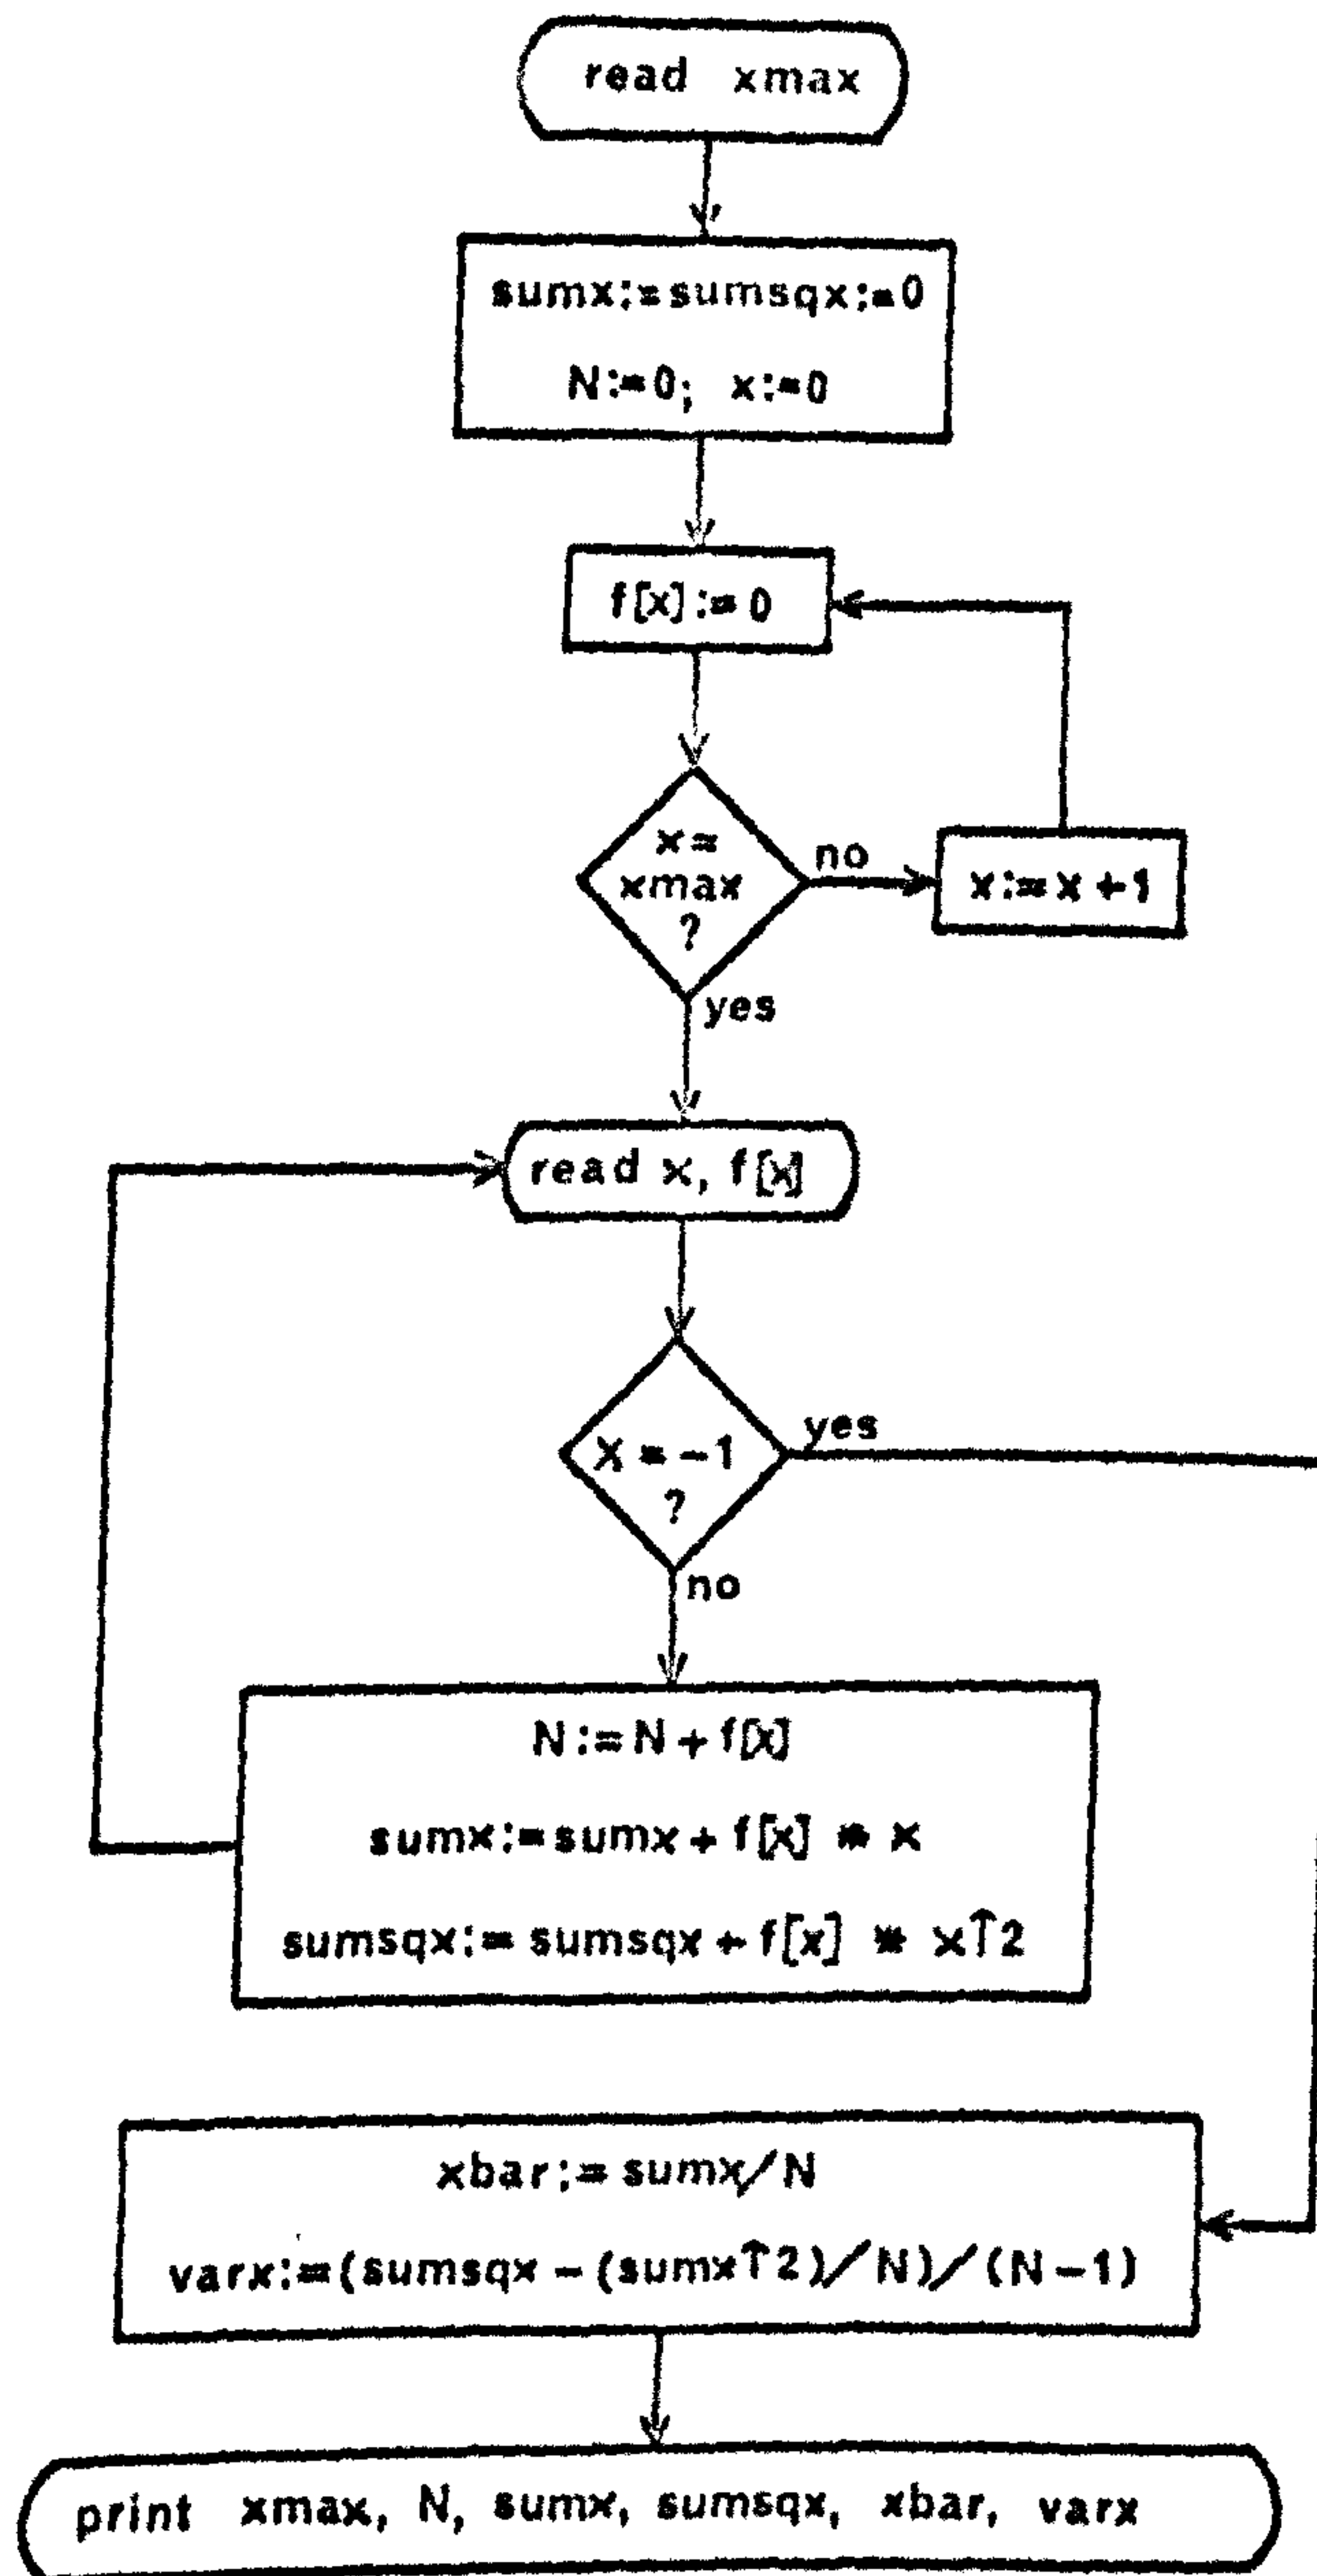 read xmax
sumx:=sumsqx:=0
N:=0; x:=0
f[x]:=0
x=
xmax
?
no
x:=x+1
yes
read x, f[x]
yes
X=-1
?
no
N:=N+f[x]
sumx:=sumx+f[x] * x
sumsqx:=sumsqx+f[x] * x↑2
xbar:=sumx/N
varx:=(sumsqx-(sumx↑2)/N)/(N-1)
print xmax, N, sumx, sumsqx, xbar, varx